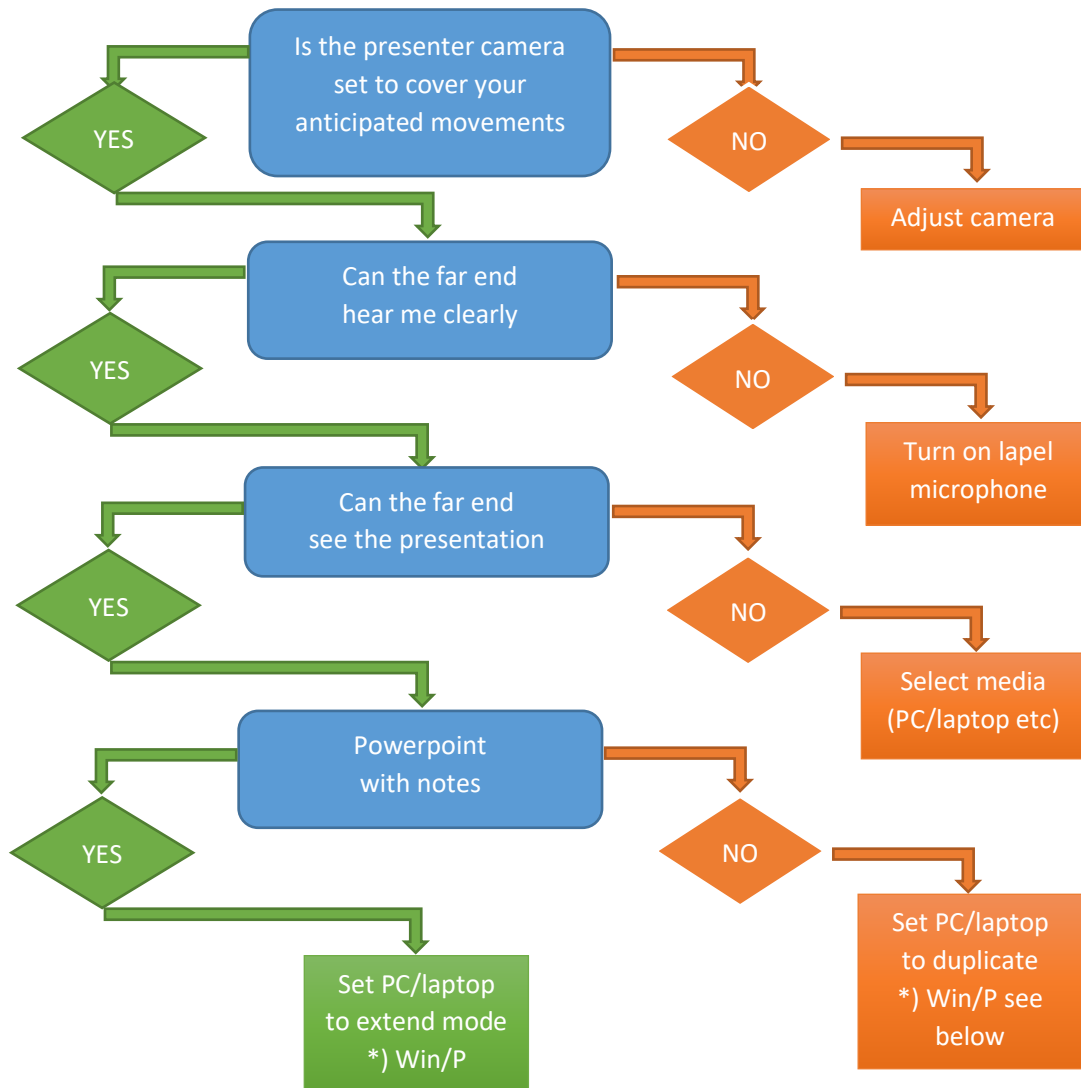 Is the presenter camera
set to cover your
anticipated movements
YES
NO
Adjust camera
Can the far end
hear me clearly
YES
NO
Turn on lapel
microphone
Can the far end
see the presentation
YES
NO
Select media
(PC/laptop etc)
Powerpoint
with notes
YES
NO
Set PC/laptop
to extend mode
*) Win/P
Set PC/laptop
to duplicate
*) Win/P see
below